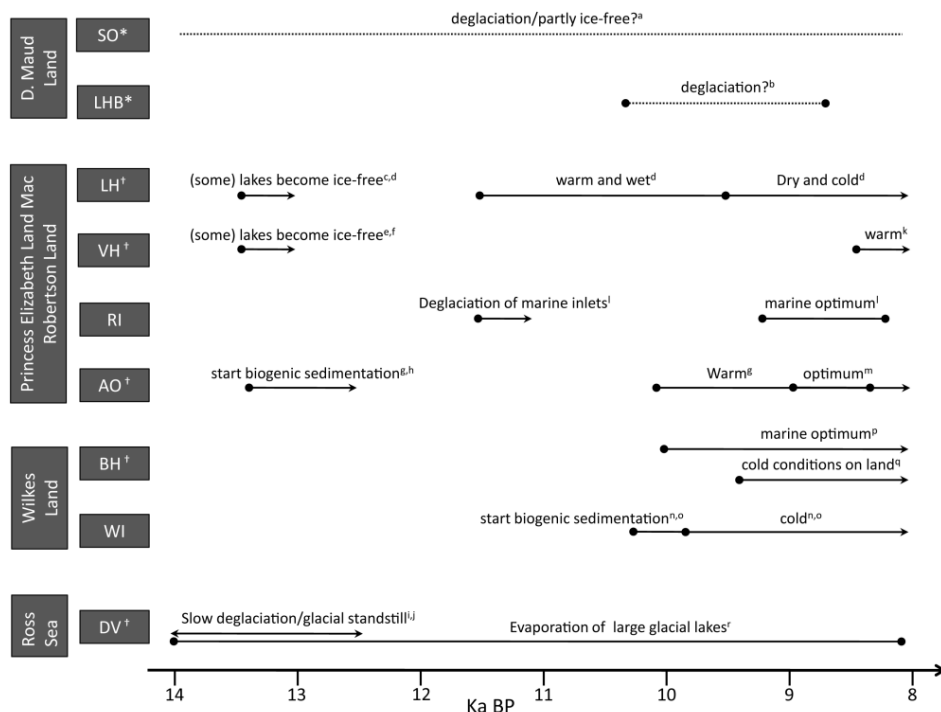 D. Maud
Land
SO*
deglaciation/partly ice-free?ᵃ
LHB*
deglaciation?ᵇ
Princess Elizabeth Land Mac
Robertson Land
LH†
(some) lakes become ice-freeᶜ,ᵈ
warm and wetᵈ
Dry and coldᵈ
VH†
(some) lakes become ice-freeᵉ,ᶠ
warmᵏ
RI
Deglaciation of marine inletsˡ
marine optimumˡ
AO†
start biogenic sedimentationᵍ,ʰ
Warmᵍ
optimumᵐ
Wilkes
Land
BH†
marine optimumᵖ
cold conditions on land^q
WI
start biogenic sedimentationⁿ,ᵒ
coldⁿ,ᵒ
Ross
Sea
DV†
Slow deglaciation/glacial standstillⁱ,ʲ
Evaporation of large glacial lakesʳ
14
13
12
11
10
9
8
Ka BP